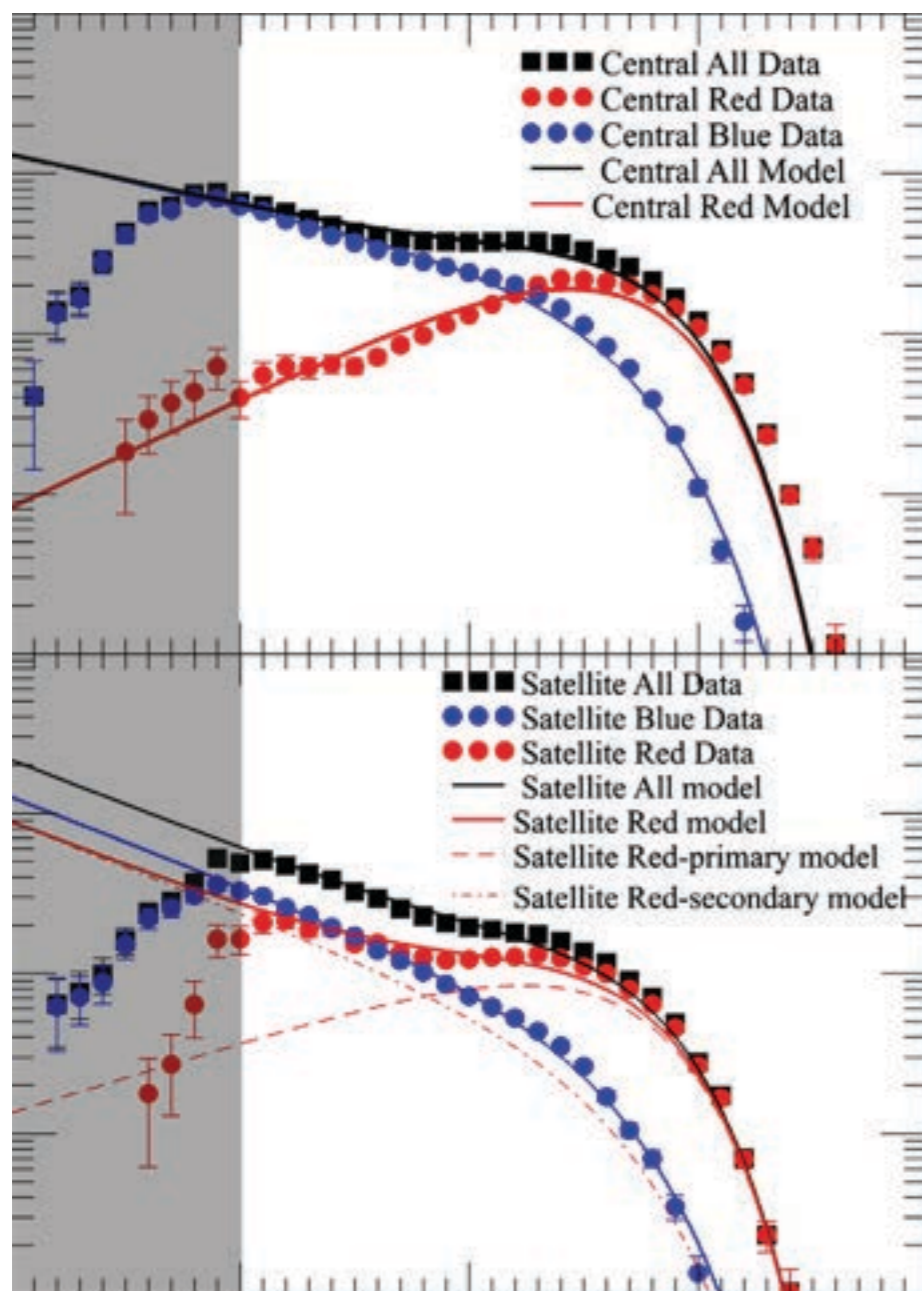 Central All Data
Central Red Data
Central Blue Data
Central All Model
Central Red Model
Satellite All Data
Satellite Blue Data
Satellite Red Data
Satellite All model
Satellite Red model
Satellite Red-primary model
Satellite Red-secondary model